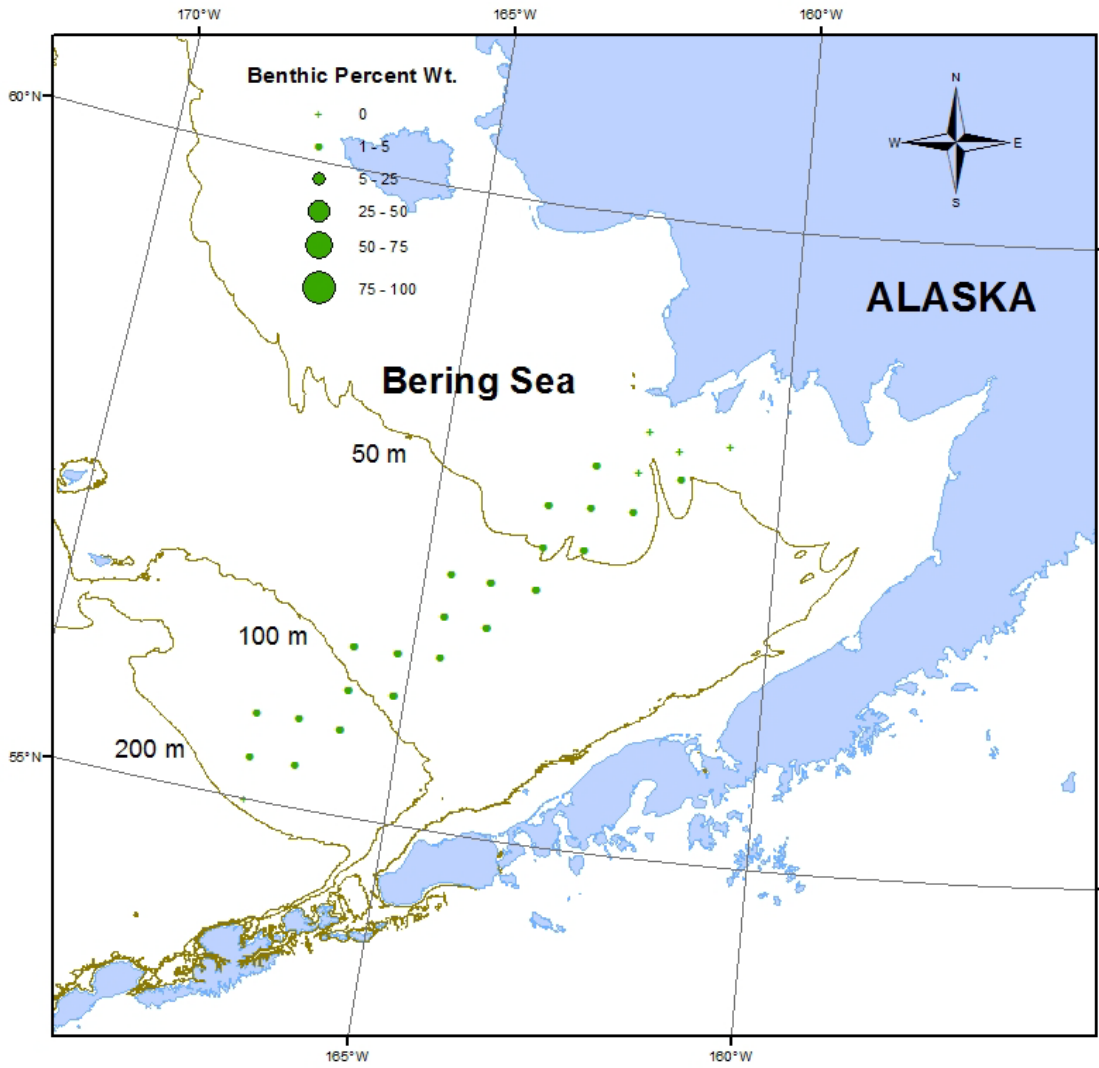 170°W 165°W 160°W
Benthic Percent Wt.
N
60°N
0
W E
1 - 5
5 - 25
S
25 - 50
50 - 75
75 - 100
ALASKA
Bering Sea
50 m
100 m
200 m
55°N
165°W 160°W